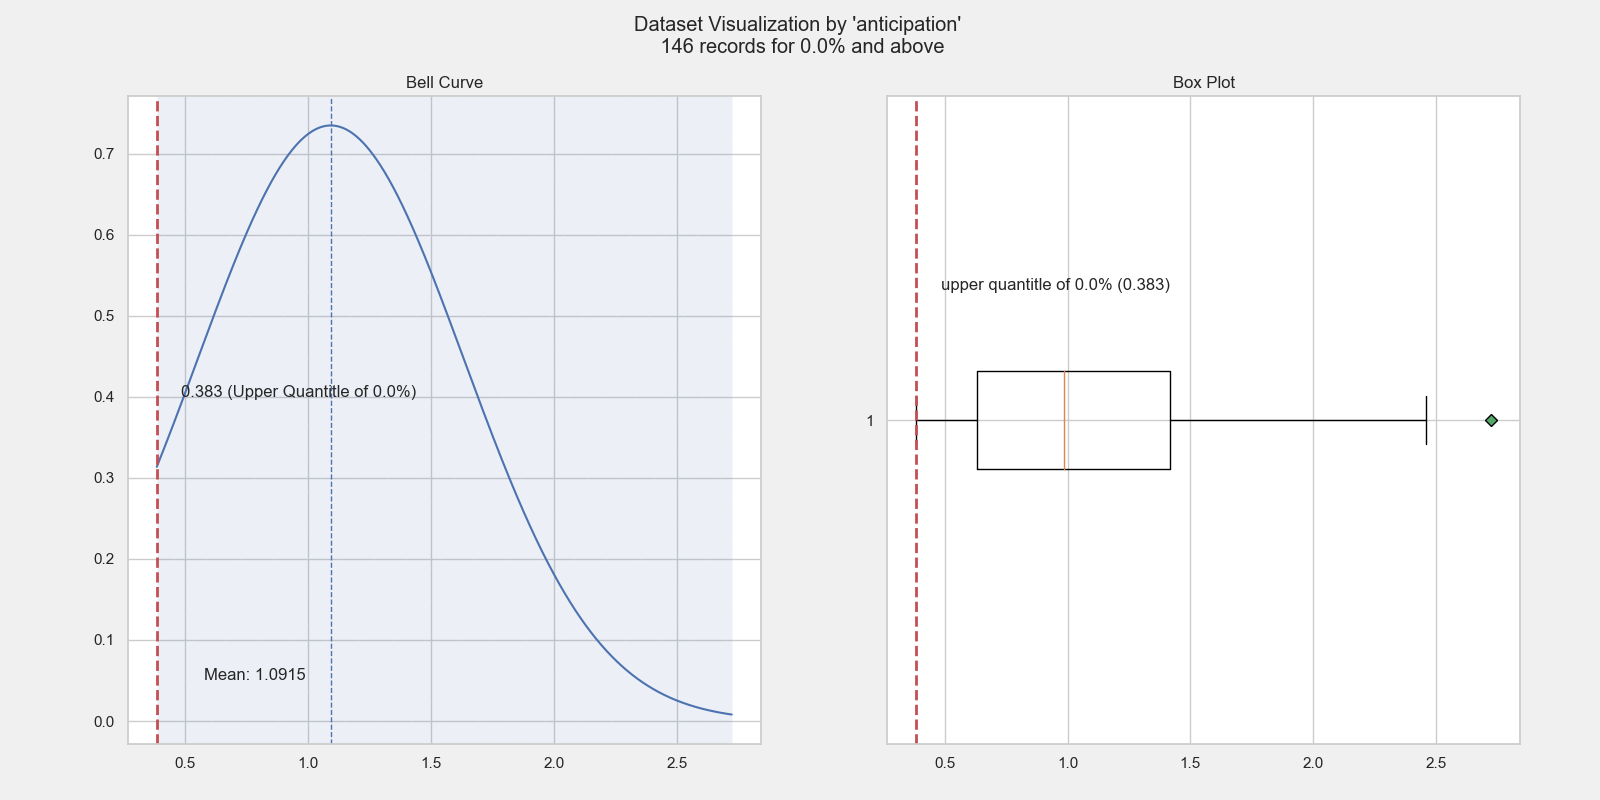 Dataset Visualization by 'anticipation'
146 records for 0.0% and above
Bell Curve
0.7
0.6
0.5
0.4
0.3
0.2
0.1
0.0
0.383 (Upper Quantitle of 0.0%)
Mean: 1.0915
0.5 1.0 1.5 2.0 2.5
Box Plot
upper quantitle of 0.0% (0.383)
1
0.5 1.0 1.5 2.0 2.5